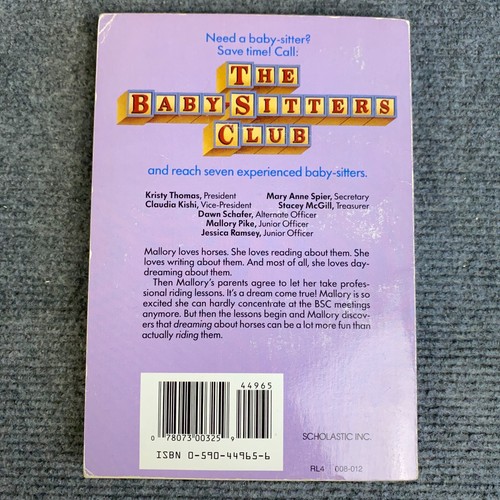 Need a baby-sitter?
Save time! Call:
THE
BABY-SITTERS
CLUB
and reach seven experienced baby-sitters.
Kristy Thomas, President Mary Anne Spier, Secretary
Claudia Kishi, Vice-President Stacey McGill, Treasurer
Dawn Schafer, Alternate Officer
Mallory Pike, Junior Officer
Jessica Ramsey, Junior Officer
Mallory loves horses. She loves reading about them. She
loves writing about them. And most of all, she loves day-
dreaming about them.
Then Mallory's parents agree to let her take profes-
sional riding lessons. It's a dream come true! Mallory is so
excited she can hardly concentrate at the BSC meetings
anymore. But then the lessons begin and Mallory discov-
ers that dreaming about horses can be a lot more fun than
actually riding them.
44965
0 78073 00325 9
ISBN 0-590-44965-6
SCHOLASTIC INC.
RL4 008-012